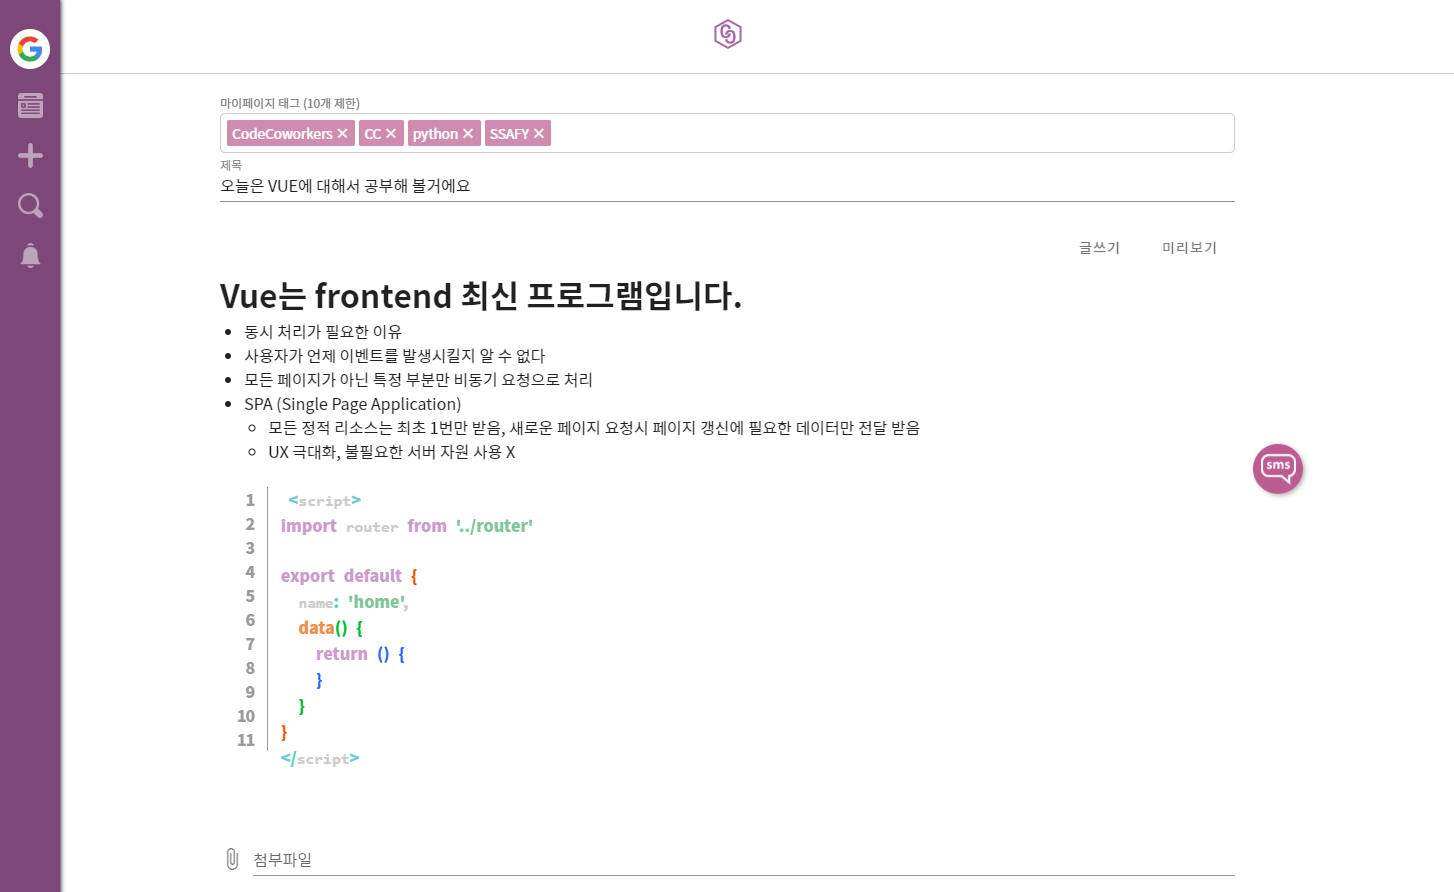 마이페이지 태그 (10개 제한)
CodeCoworkers × CC × python × SSAFY ×
제목
오늘은 VUE에 대해서 공부해 볼거에요
글쓰기 미리보기
Vue는 frontend 최신 프로그램입니다.
동시 처리가 필요한 이유
사용자가 언제 이벤트를 발생시킬지 알 수 없다
모든 페이지가 아닌 특정 부분만 비동기 요청으로 처리
SPA (Single Page Application)
모든 정적 리소스는 최초 1번만 받음, 새로운 페이지 요청시 페이지 갱신에 필요한 데이터만 전달 받음
UX 극대화, 불필요한 서버 자원 사용 X
sms
1 <script>
2 import router from '../router'
3
4 export default {
5 name: 'home',
6 data() {
7 return () {
8 }
9 }
10 }
11 </script>
첨부파일